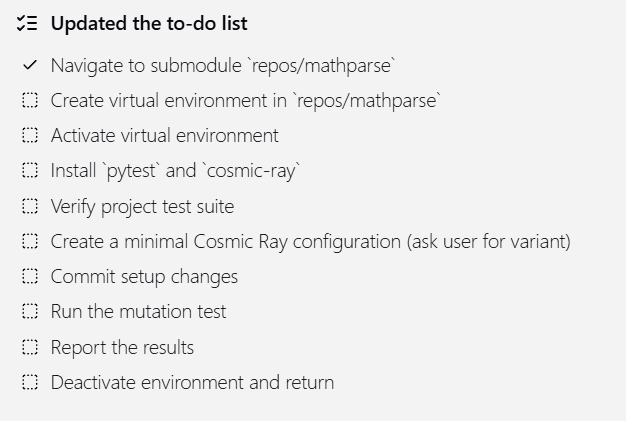 Updated the to-do list
Navigate to submodule `repos/mathparse`
Create virtual environment in `repos/mathparse`
Activate virtual environment
Install `pytest` and `cosmic-ray`
Verify project test suite
Create a minimal Cosmic Ray configuration (ask user for variant)
Commit setup changes
Run the mutation test
Report the results
Deactivate environment and return